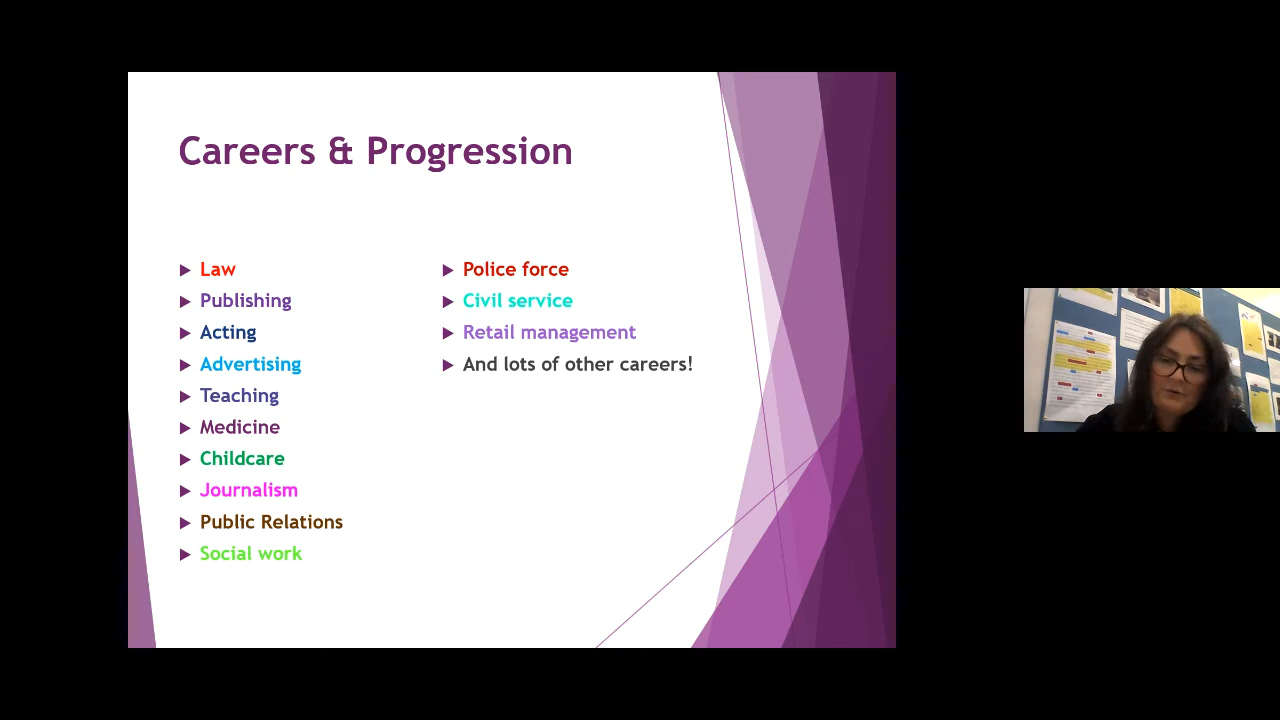 Careers & Progression
Law
Publishing
Acting
Advertising
Teaching
Medicine
Childcare
Journalism
Public Relations
Social work
Police force
Civil service
Retail management
And lots of other careers!